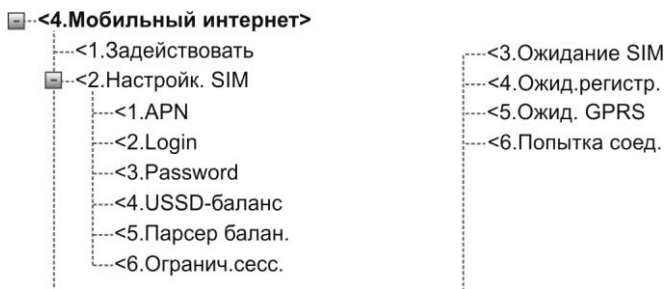 <4.Мобильный интернет>
<1.Задействовать
<2.Настройк. SIM
<1.APN
<2.Login
<3.Password
<4.USSD-баланс
<5.Парсер балан.
<6.Огранич.сесс.
<3.Ожидание SIM
<4.Ожид.регистр.
<5.Ожид. GPRS
<6.Попытка соед.